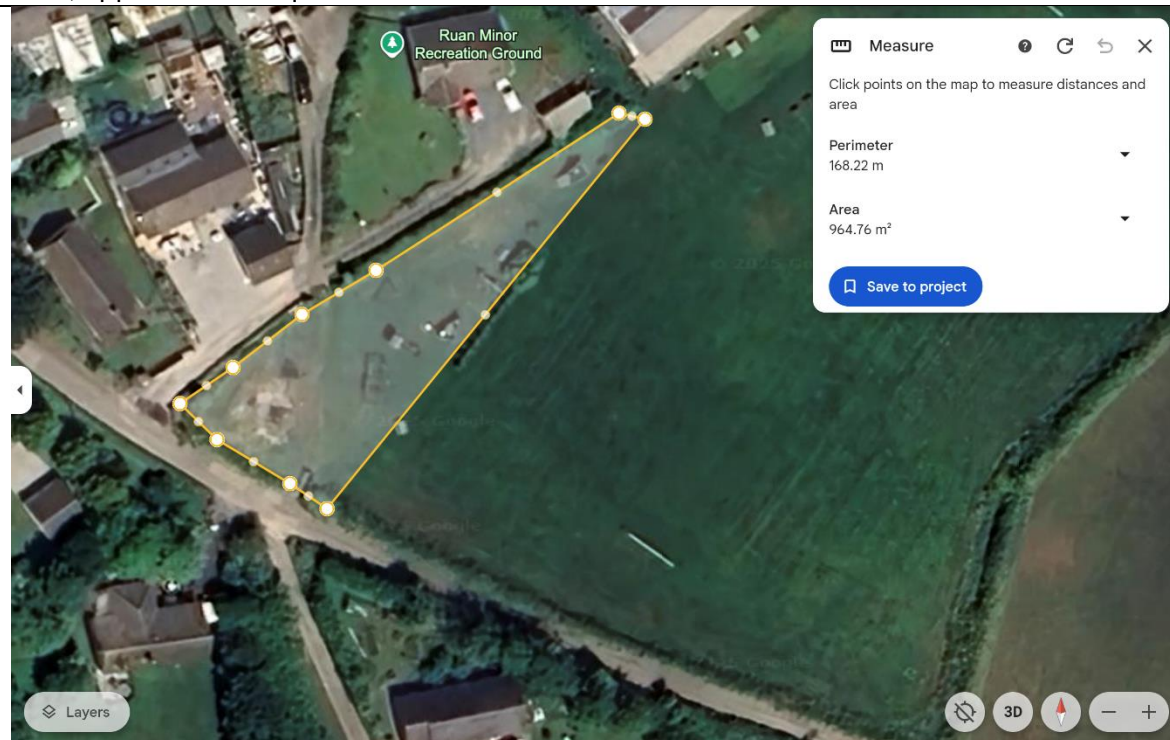 Ruan Minor
Recreation Ground
Measure
Click points on the map to measure distances and
area
Perimeter
168.22 m
Area
964.76 m²
Save to project
Layers
3D